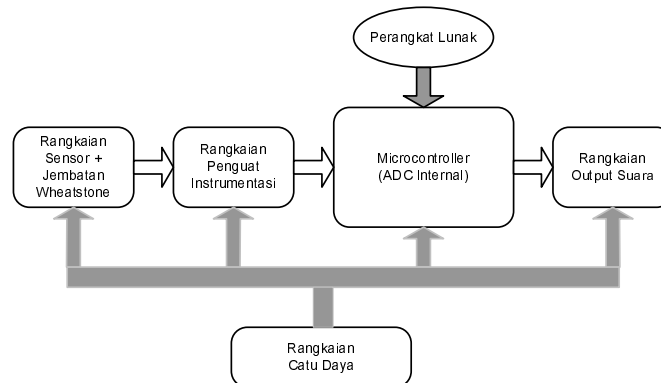 Perangkat Lunak
Rangkaian
Sensor +
Jembatan
Wheatstone
Rangkaian
Penguat
Instrumentasi
Microcontroller
(ADC Internal)
Rangkaian
Output Suara
Rangkaian
Catu Daya